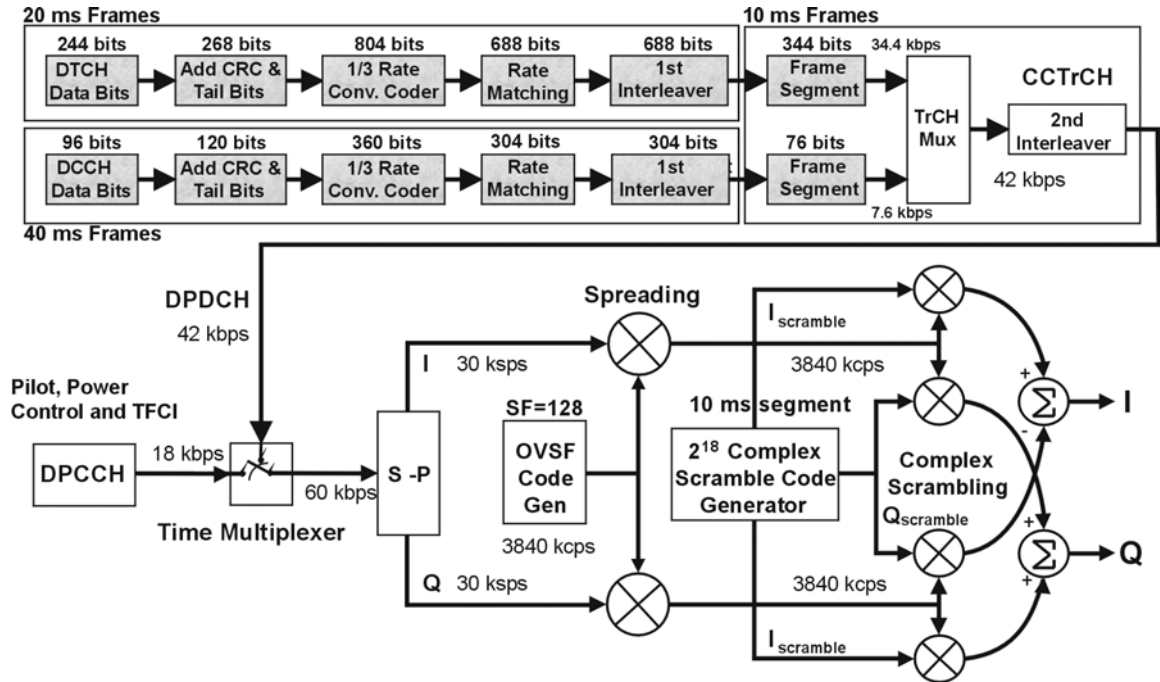 20 ms Frames
10 ms Frames
244 bits
268 bits
804 bits
688 bits
688 bits
344 bits
34.4 kbps
DTCH
Data Bits
Add CRC &
Tail Bits
1/3 Rate
Conv. Coder
Rate
Matching
1st
Interleaver
Frame
Segment
TrCH
Mux
CCTrCH
2nd
Interleaver
42 kbps
96 bits
120 bits
360 bits
304 bits
304 bits
76 bits
DCCH
Data Bits
Add CRC &
Tail Bits
1/3 Rate
Conv. Coder
Rate
Matching
1st
Interleaver
Frame
Segment
7.6 kbps
40 ms Frames
DPDCH
42 kbps
Spreading
I scramble
I
30 ksps
3840 kcps
Pilot, Power
Control and TFCI
DPCCH
18 kbps
60 kbps
Time Multiplexer
S -P
SF=128
OVSF
Code
Gen
3840 kcps
10 ms segment
2^18 Complex
Scramble Code
Generator
Complex
Scrambling
Q scramble
+
Σ
-
I
+
Σ
+
Q
Q
30 ksps
3840 kcps
I scramble